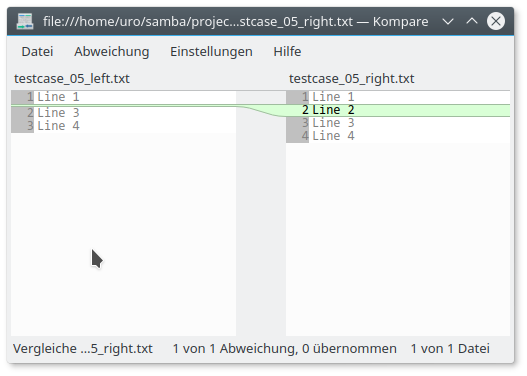 file:///home/uro/samba/projec...stcase_05_right.txt — Kompare
Datei Abweichung Einstellungen Hilfe
testcase_05_left.txt testcase_05_right.txt
1 Line 1 1 Line 1
2 Line 3 2 Line 2
3 Line 4 3 Line 3
4 Line 4
Vergleiche ...5_right.txt 1 von 1 Abweichung, 0 übernommen 1 von 1 Datei